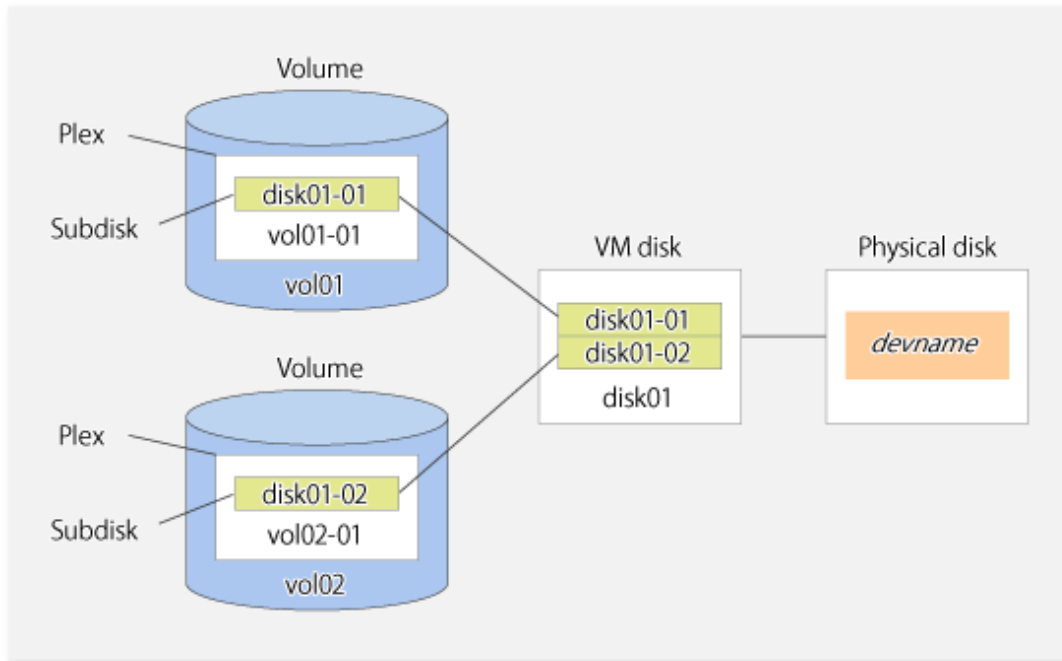 Volume
Plex
disk01-01
Subdisk
vol01-01
vol01
VM disk
Physical disk
disk01-01
disk01-02
devname
disk01
Volume
Plex
disk01-02
Subdisk
vol02-01
vol02